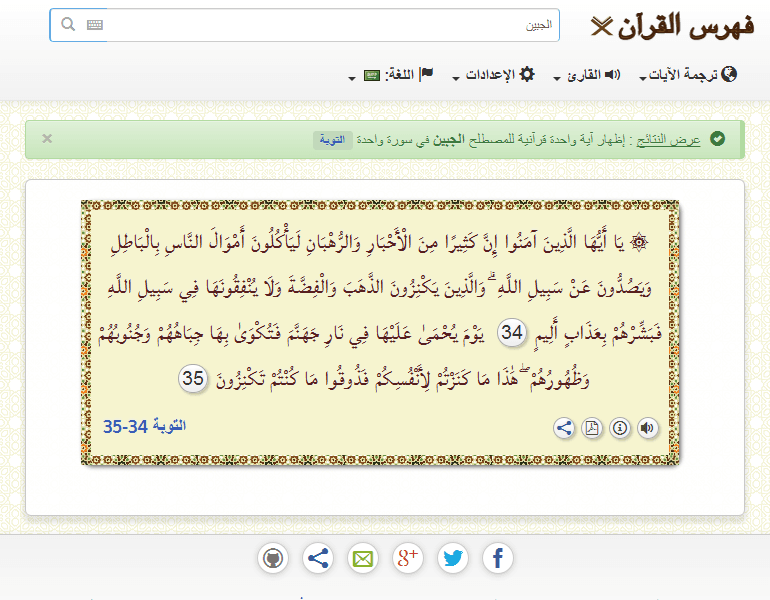 فهرس القرآن
الجبين
ترجمة الآيات
القارئ
الإعدادات
اللغة:
عرض النتائج : إظهار آية واحدة قرآنية للمصطلح الجبين في سورة واحدة التوبة
۞ يَا أَيُّهَا الَّذِينَ آمَنُوا إِنَّ كَثِيرًا مِنَ الْأَحْبَارِ وَالرُّهْبَانِ لَيَأْكُلُونَ أَمْوَالَ النَّاسِ بِالْبَاطِلِ
وَيَصُدُّونَ عَنْ سَبِيلِ اللَّهِ ۗ وَالَّذِينَ يَكْنِزُونَ الذَّهَبَ وَالْفِضَّةَ وَلَا يُنْفِقُونَهَا فِي سَبِيلِ اللَّهِ
فَبَشِّرْهُمْ بِعَذَابٍ أَلِيمٍ 34 يَوْمَ يُحْمَىٰ عَلَيْهَا فِي نَارِ جَهَنَّمَ فَتُكْوَىٰ بِهَا جِبَاهُهُمْ وَجُنُوبُهُمْ
وَظُهُورُهُمْ ۖ هَٰذَا مَا كَنَزْتُمْ لِأَنْفُسِكُمْ فَذُوقُوا مَا كُنْتُمْ تَكْنِزُونَ 35
التوبة 34-35